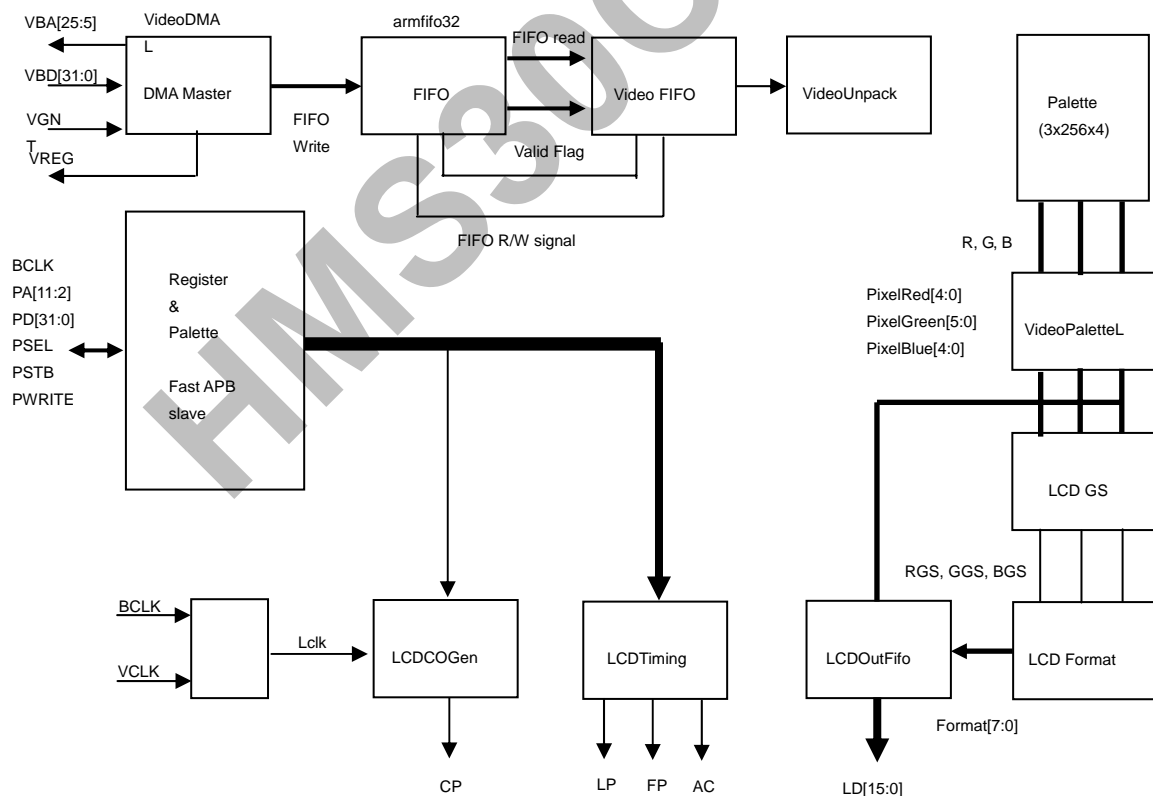 VBA[25:5]
VideoDMA
L
VBD[31:0]
DMA Master
VGN
T
VREG
FIFO
Write
armfifo32
FIFO
FIFO read
Video FIFO
Valid Flag
FIFO R/W signal
VideoUnpack
Palette
(3x256x4)
R, G, B
PixelRed[4:0]
PixelGreen[5:0]
PixelBlue[4:0]
VideoPaletteL
LCD GS
RGS, GGS, BGS
LCD Format
LCDOutFifo
Format[7:0]
LD[15:0]
BCLK
PA[11:2]
PD[31:0]
PSEL
PSTB
PWRITE
Register
&
Palette
Fast APB
slave
BCLK
VCLK
Lclk
LCDCOGen
CP
LCDTiming
LP
FP
AC